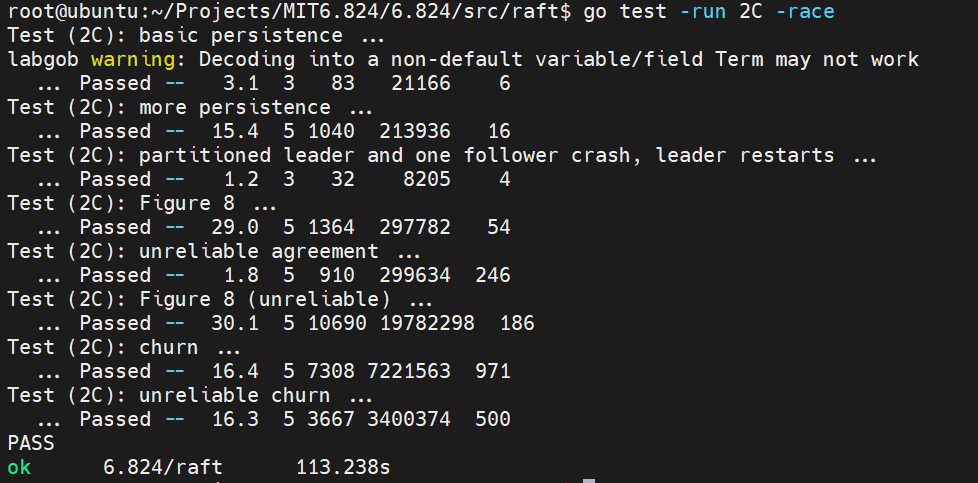 root@ubuntu:~/Projects/MIT6.824/6.824/src/raft$ go test -run 2C -race
Test (2C): basic persistence ...
labgob warning: Decoding into a non-default variable/field Term may not work
  ... Passed --   3.1  3   83   21166    6
Test (2C): more persistence ...
  ... Passed --  15.4  5 1040  213936   16
Test (2C): partitioned leader and one follower crash, leader restarts ...
  ... Passed --   1.2  3   32    8205    4
Test (2C): Figure 8 ...
  ... Passed --  29.0  5 1364  297782   54
Test (2C): unreliable agreement ...
  ... Passed --   1.8  5  910  299634  246
Test (2C): Figure 8 (unreliable) ...
  ... Passed --  30.1  5 10690 19782298  186
Test (2C): churn ...
  ... Passed --  16.4  5 7308 7221563  971
Test (2C): unreliable churn ...
  ... Passed --  16.3  5 3667 3400374  500
PASS
ok      6.824/raft      113.238s